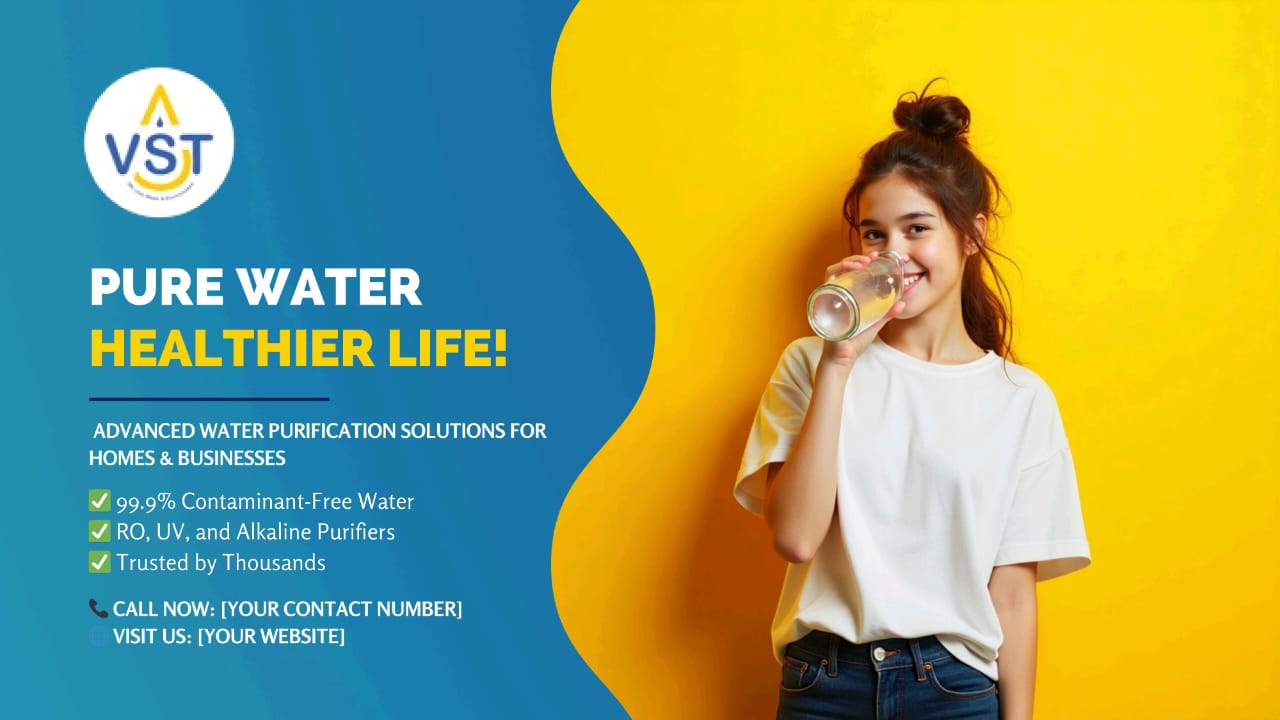 VST
PURE WATER
HEALTHIER LIFE!
ADVANCED WATER PURIFICATION SOLUTIONS FOR
HOMES & BUSINESSES
✅ 99.9% Contaminant-Free Water
✅ RO, UV, and Alkaline Purifiers
✅ Trusted by Thousands
📞 CALL NOW: [YOUR CONTACT NUMBER]
🌐 VISIT US: [YOUR WEBSITE]